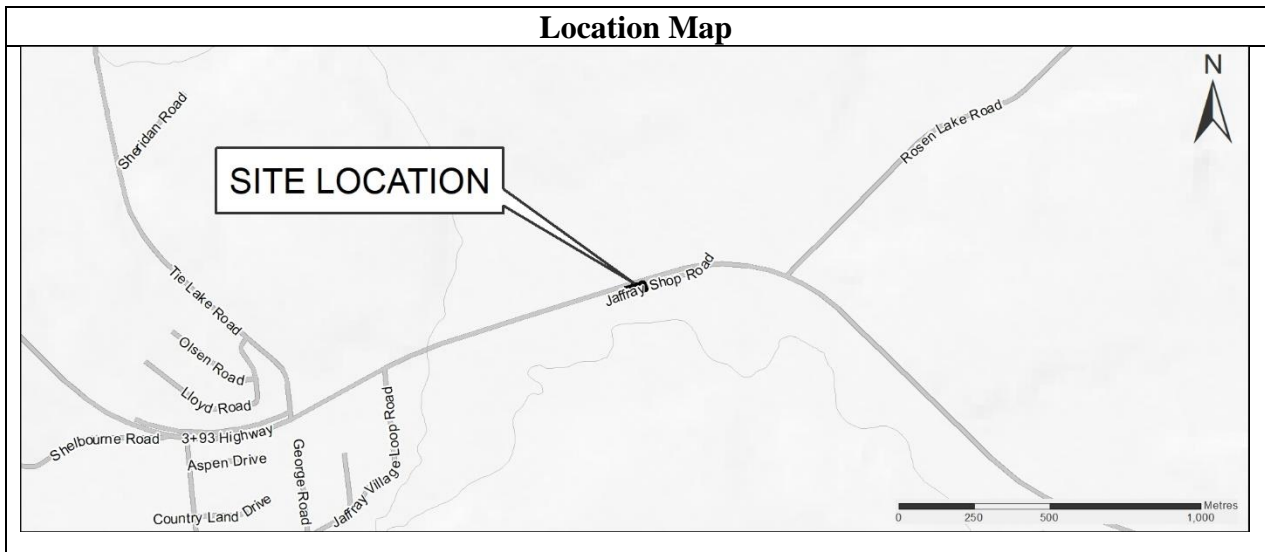 Location Map
N
Sheridan Road
Rosen Lake Road
SITE LOCATION
Jaffray Shop Road
Tie Lake Road
Olsen Road
Lloyd Road
Shelbourne Road
3+93 Highway
George Road
Jaffray Village Loop Road
Aspen Drive
Country Land Drive
Metres
0 250 500 1,000